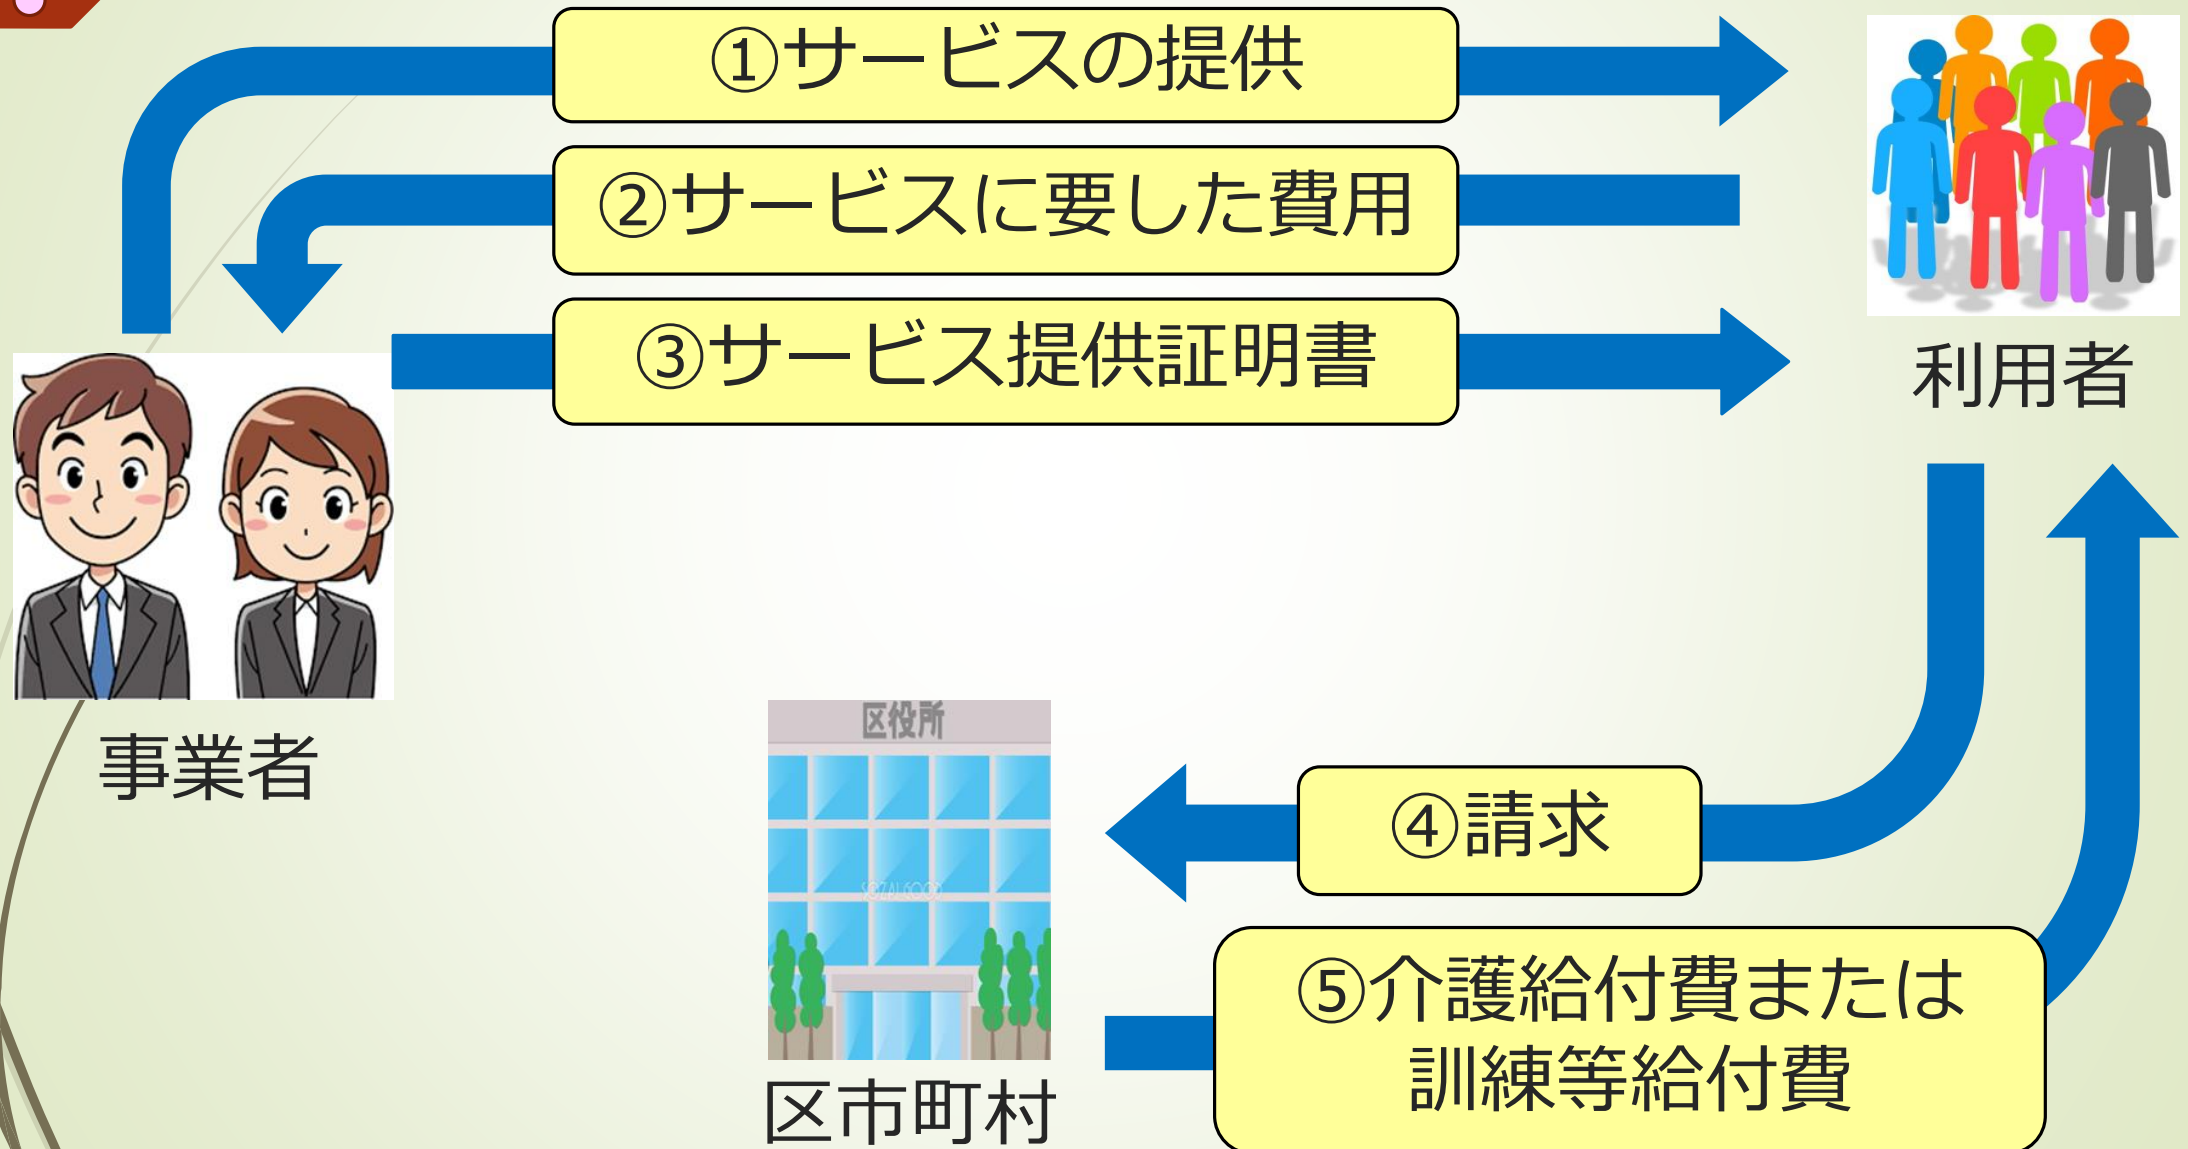 ①サービスの提供
②サービスに要した費用
③サービス提供証明書
利用者
事業者
区役所
SOZAI GOOD
④請求
⑤介護給付費または
訓練等給付費
区市町村